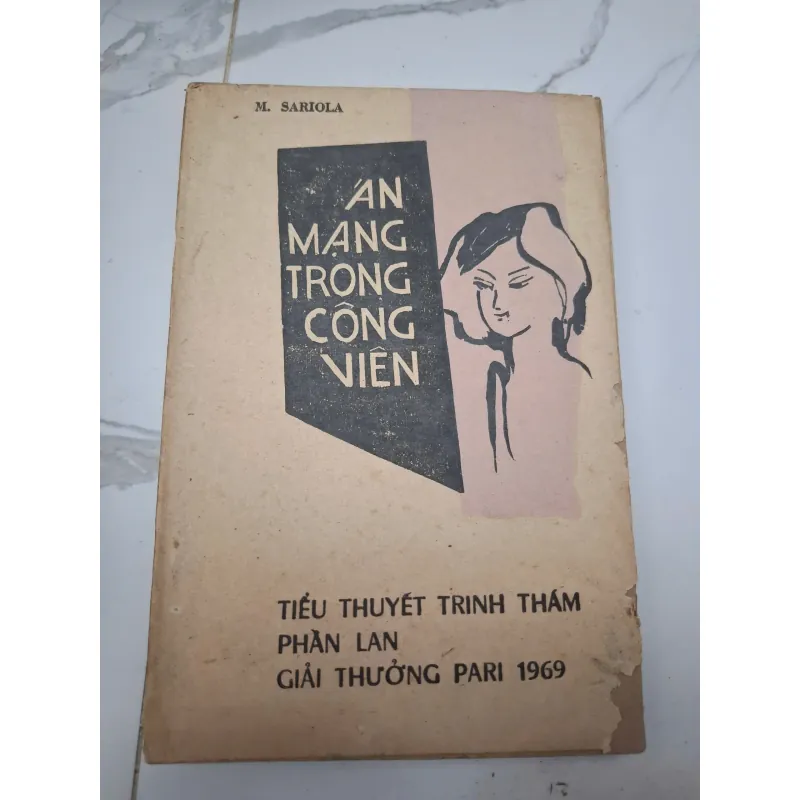 M. SARIOLA
ÁN
MẠNG
TRONG
CÔNG
VIÊN
TIỂU THUYẾT TRINH THÁM
PHẦN LAN
GIẢI THƯỞNG PARI 1969